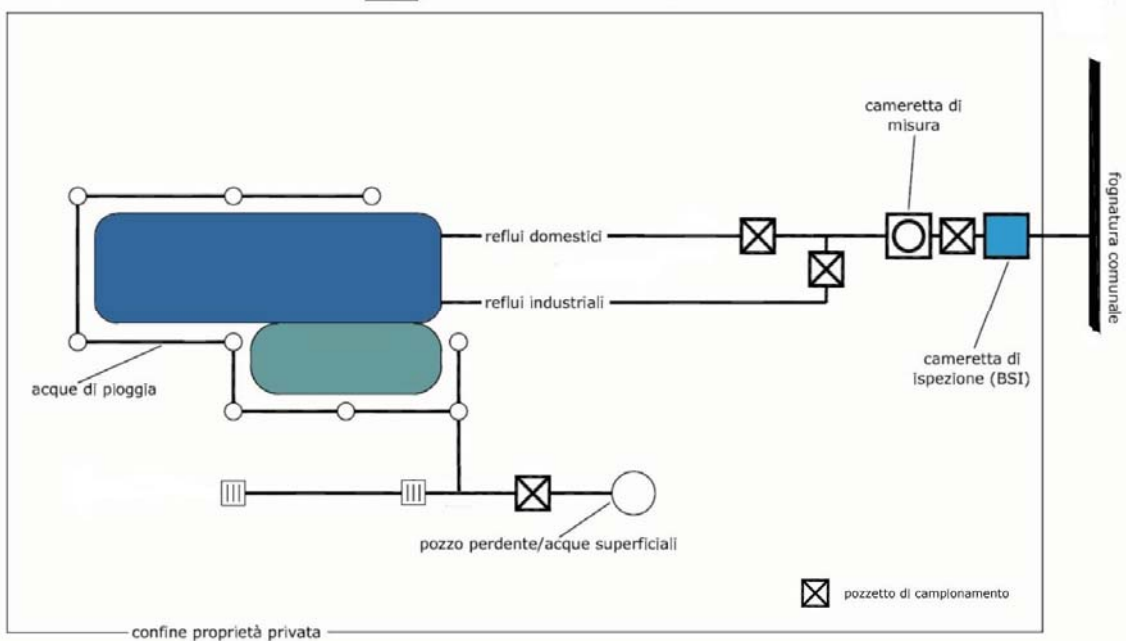 cameretta di
misura
fognatura comunale
reflui domestici
reflui industriali
cameretta di
ispezione (BSI)
acque di pioggia
pozzo perdente/acque superficiali
pozzetto di campionamento
confine proprietà privata